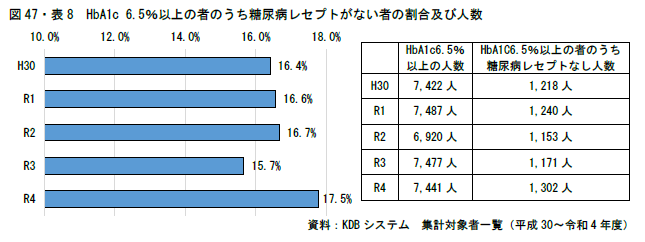 図47・表8 HbA1c 6.5%以上の者のうち糖尿病レセプトがない者の割合及び人数
10.0% 12.0% 14.0% 16.0% 18.0%
H30 16.4%
R1 16.6%
R2 16.7%
R3 15.7%
R4 17.5%
HbA1c6.5%
以上の人数
HbA1C6.5%以上の者のうち
糖尿病レセプトなし人数
H30 7,422 人 1,218 人
R1 7,487 人 1,240 人
R2 6,920 人 1,153 人
R3 7,477 人 1,171 人
R4 7,441 人 1,302 人
資料:KDB システム 集計対象者一覧(平成 30~令和 4 年度)